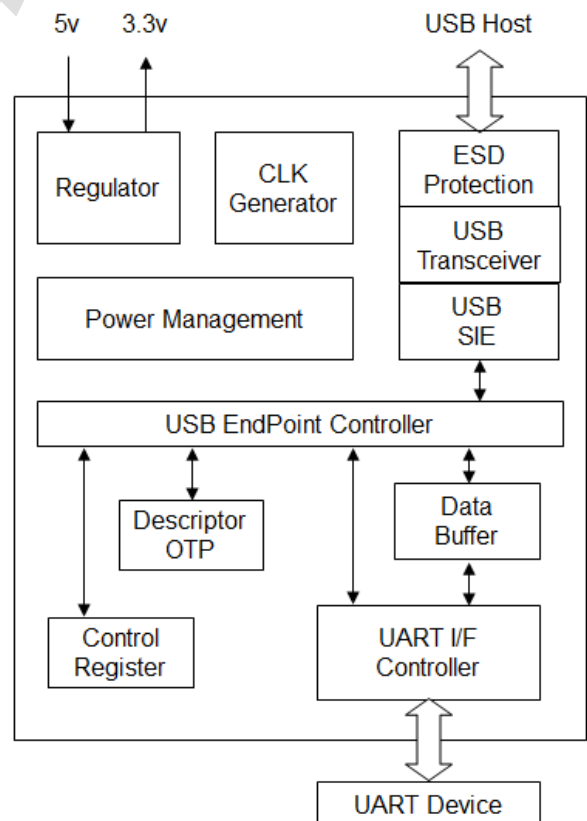 5v 3.3v USB Host
Regulator
CLK
Generator
ESD
Protection
USB
Transceiver
Power Management
USB
SIE
USB EndPoint Controller
Descriptor
OTP
Data
Buffer
Control
Register
UART I/F
Controller
UART Device